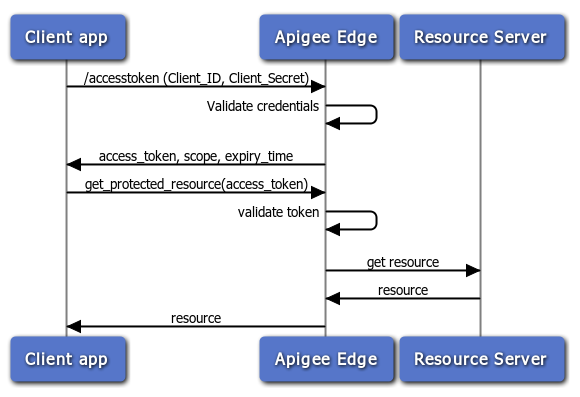 Client app
Apigee Edge
Resource Server
/accesstoken (Client_ID, Client_Secret)
Validate credentials
access_token, scope, expiry_time
get_protected_resource(access_token)
validate token
get resource
resource
resource
Client app
Apigee Edge
Resource Server